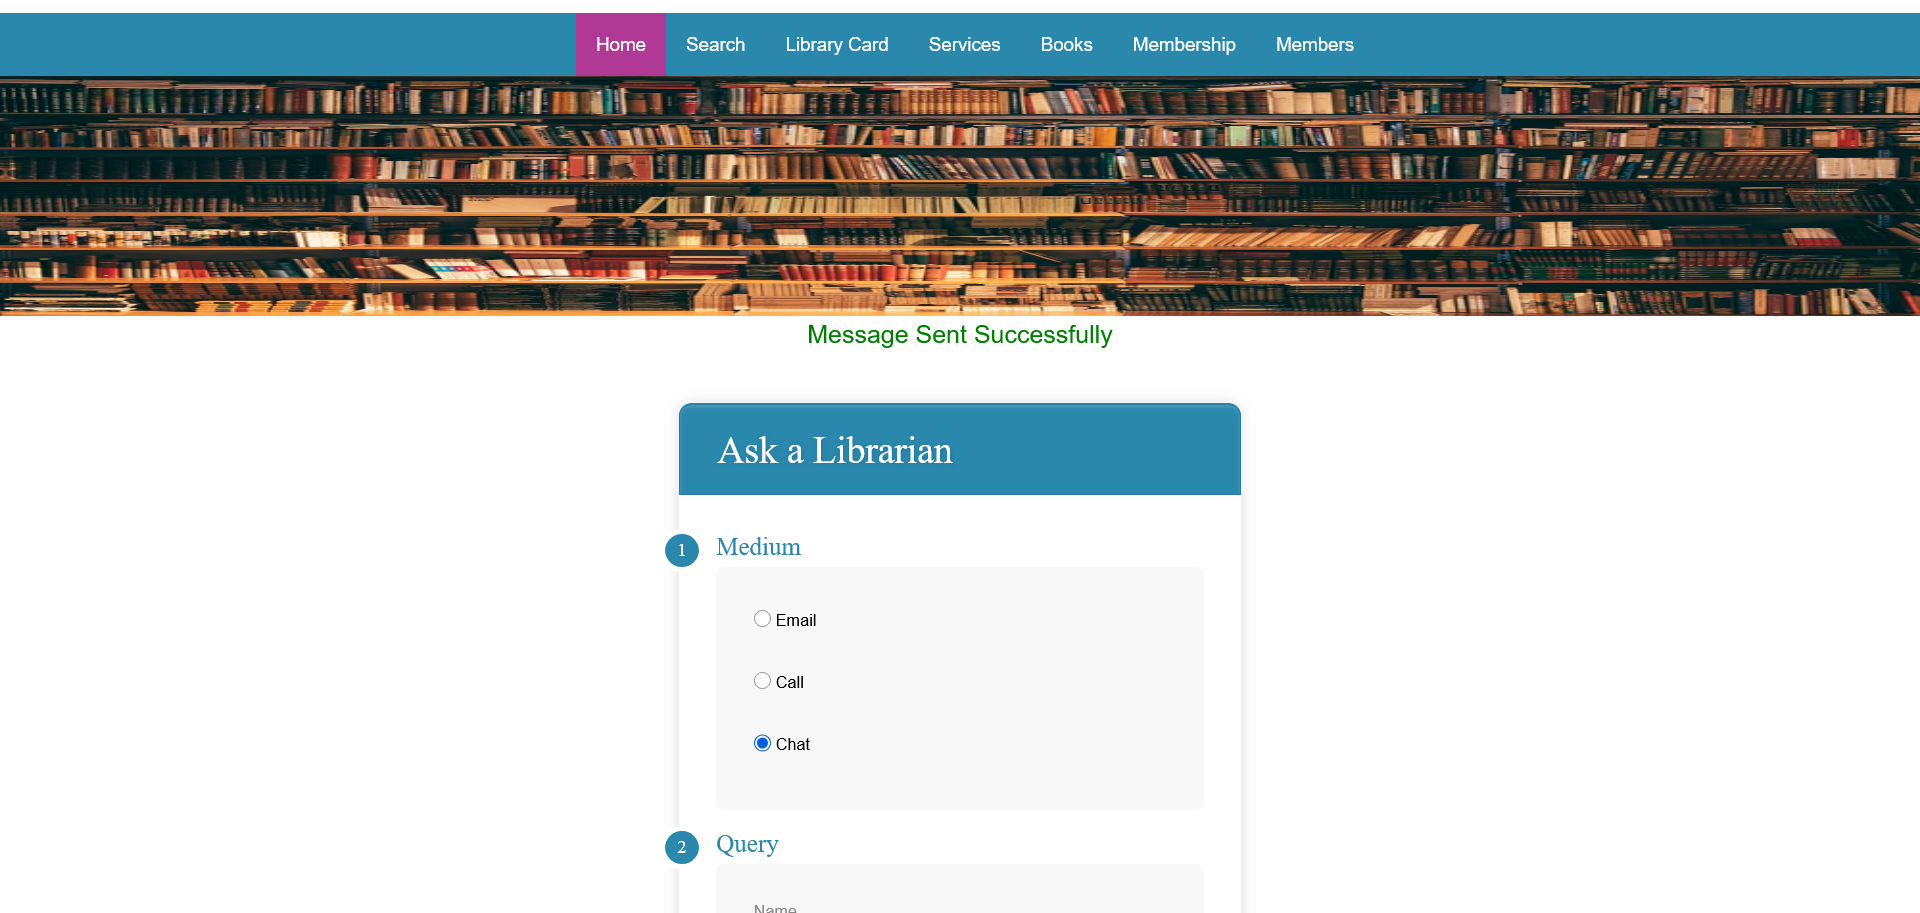 Home Search Library Card Services Books Membership Members
Message Sent Successfully
Ask a Librarian
1 Medium
Email
Call
Chat
2 Query
Name